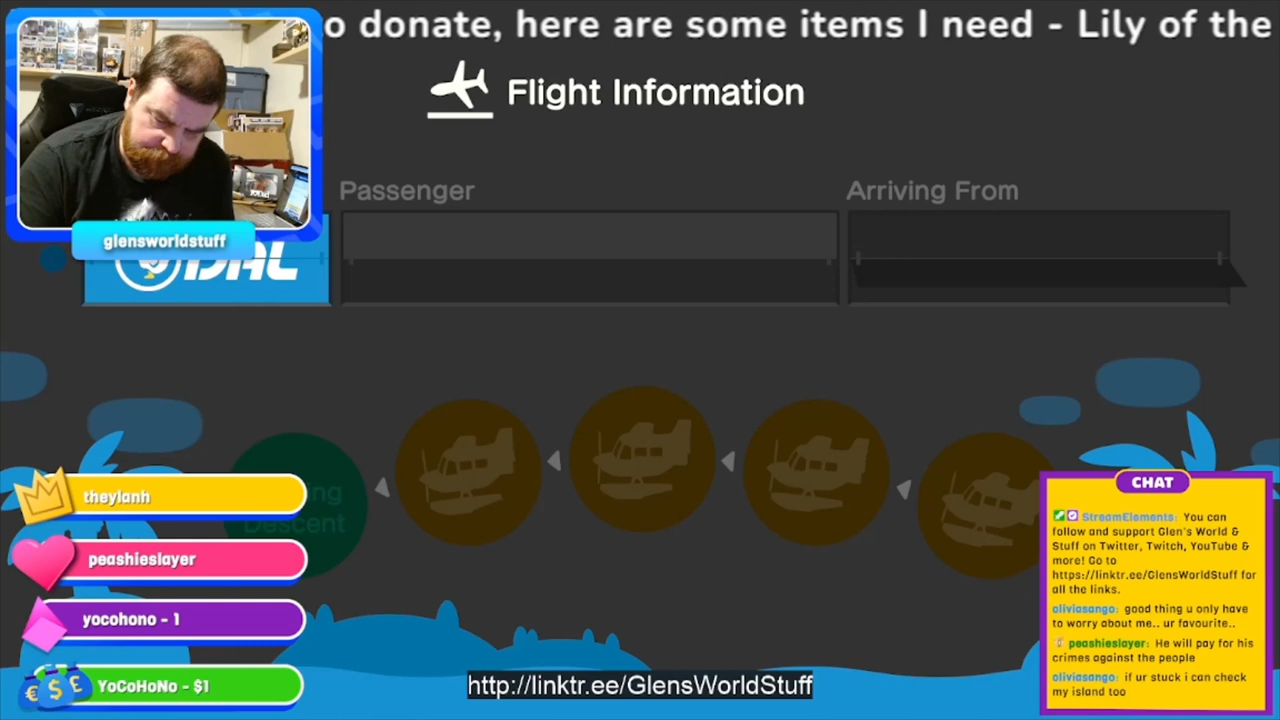 to donate, here are some items I need - Lily of the
Flight Information
Passenger
Arriving From
glensworldstuff
DAL
Descent
theylanh
peashieslayer
yocohono - 1
YoCoHoNo - $1
http://linktr.ee/GlensWorldStuff
CHAT
StreamElements: You can
follow and support Glen's World &
Stuff on Twitter, Twitch, YouTube &
more! Go to
https://linktr.ee/GlensWorldStuff for
all the links.
oliviasango: good thing u only have
to worry about me.. ur favourite..
peashieslayer: He will pay for his
crimes against the people
oliviasango: if ur stuck i can check
my island too